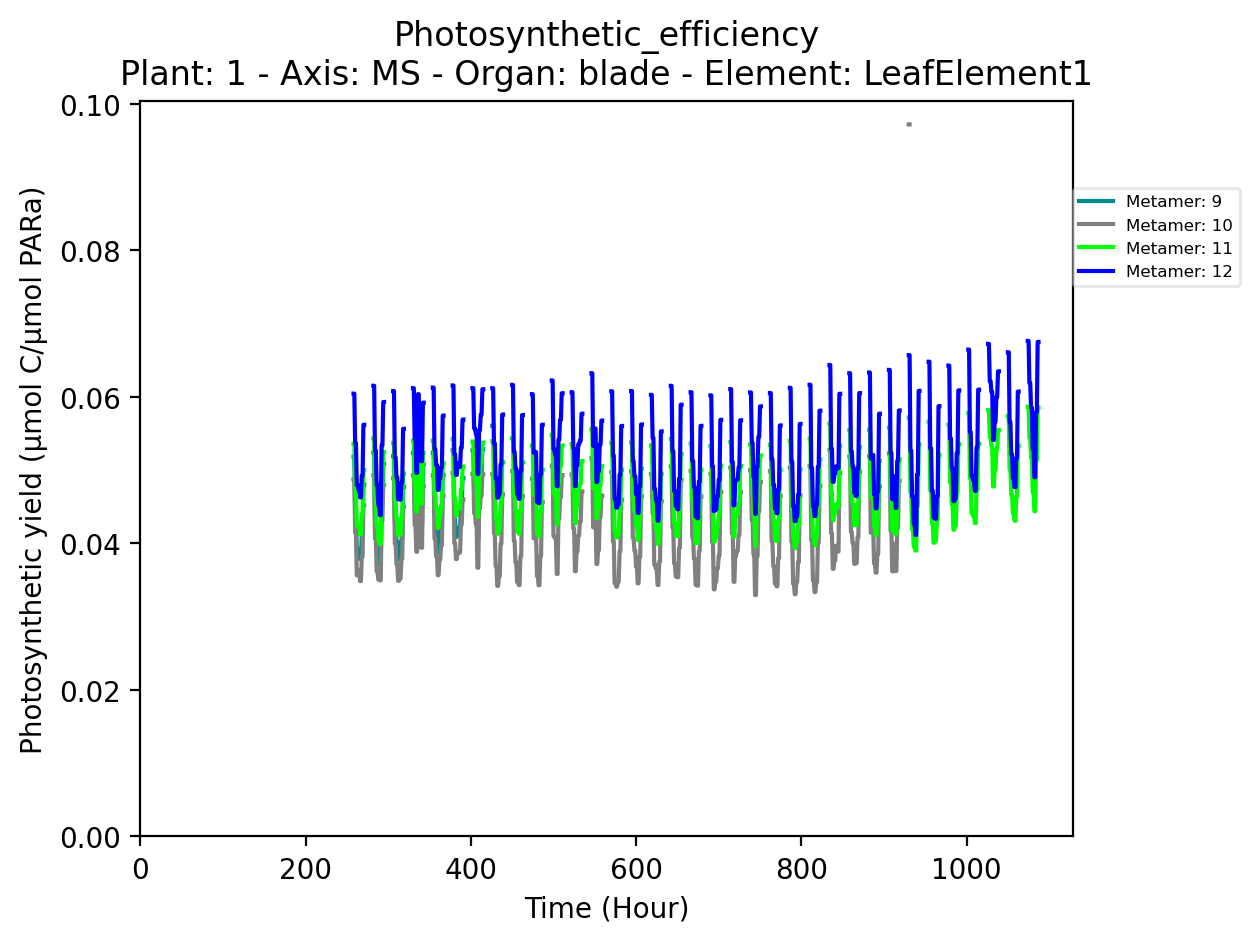 Photosynthetic_efficiency
Plant: 1 - Axis: MS - Organ: blade - Element: LeafElement1
Photosynthetic yield (µmol C/µmol PARa)
0.10
0.08
0.06
0.04
0.02
0.00
Metamer: 9
Metamer: 10
Metamer: 11
Metamer: 12
0 200 400 600 800 1000
Time (Hour)